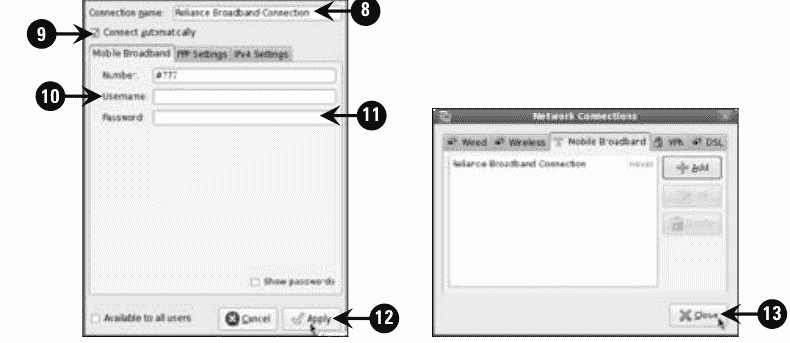 Connection name: Reliance Broadband Connection 8
9 Connect automatically
Mobile Broadband PPP Settings IPv4 Settings
Number: #777
10 Username:
Password: 11
Show passwords
Available to all users Cancel Apply 12
Network Connections
Wired Wireless Mobile Broadband VPN DSL
Reliance Broadband Connection never Add
Close 13